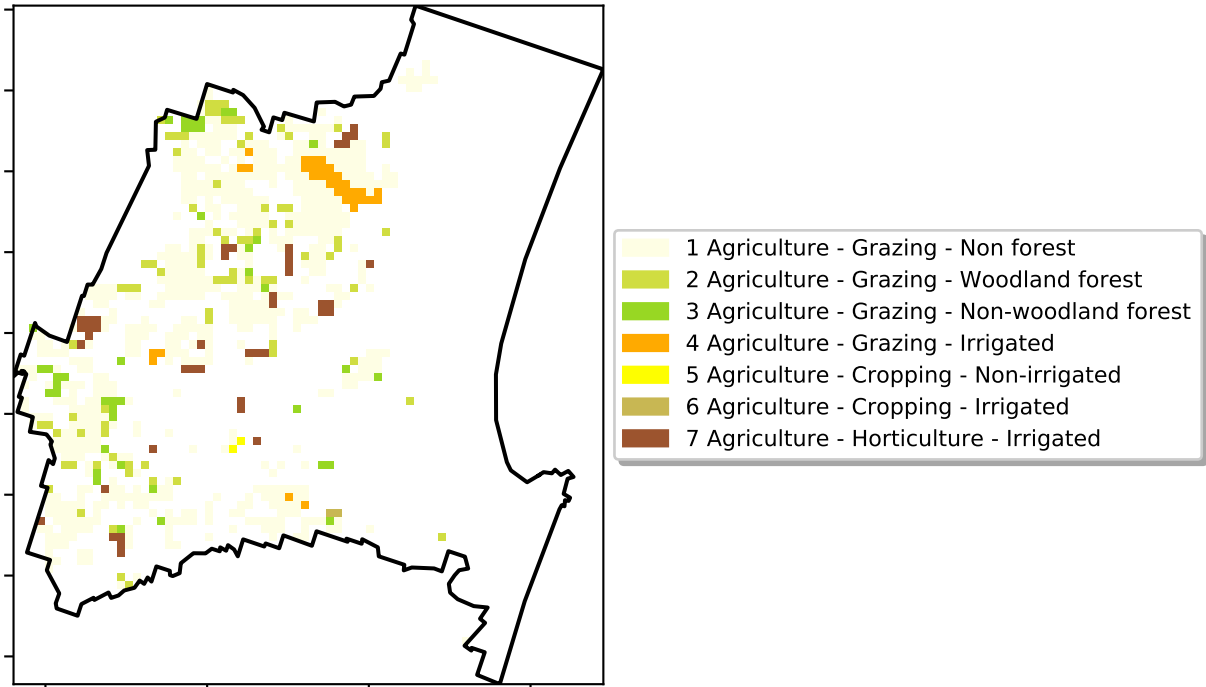 1 Agriculture - Grazing - Non forest
2 Agriculture - Grazing - Woodland forest
3 Agriculture - Grazing - Non-woodland forest
4 Agriculture - Grazing - Irrigated
5 Agriculture - Cropping - Non-irrigated
6 Agriculture - Cropping - Irrigated
7 Agriculture - Horticulture - Irrigated